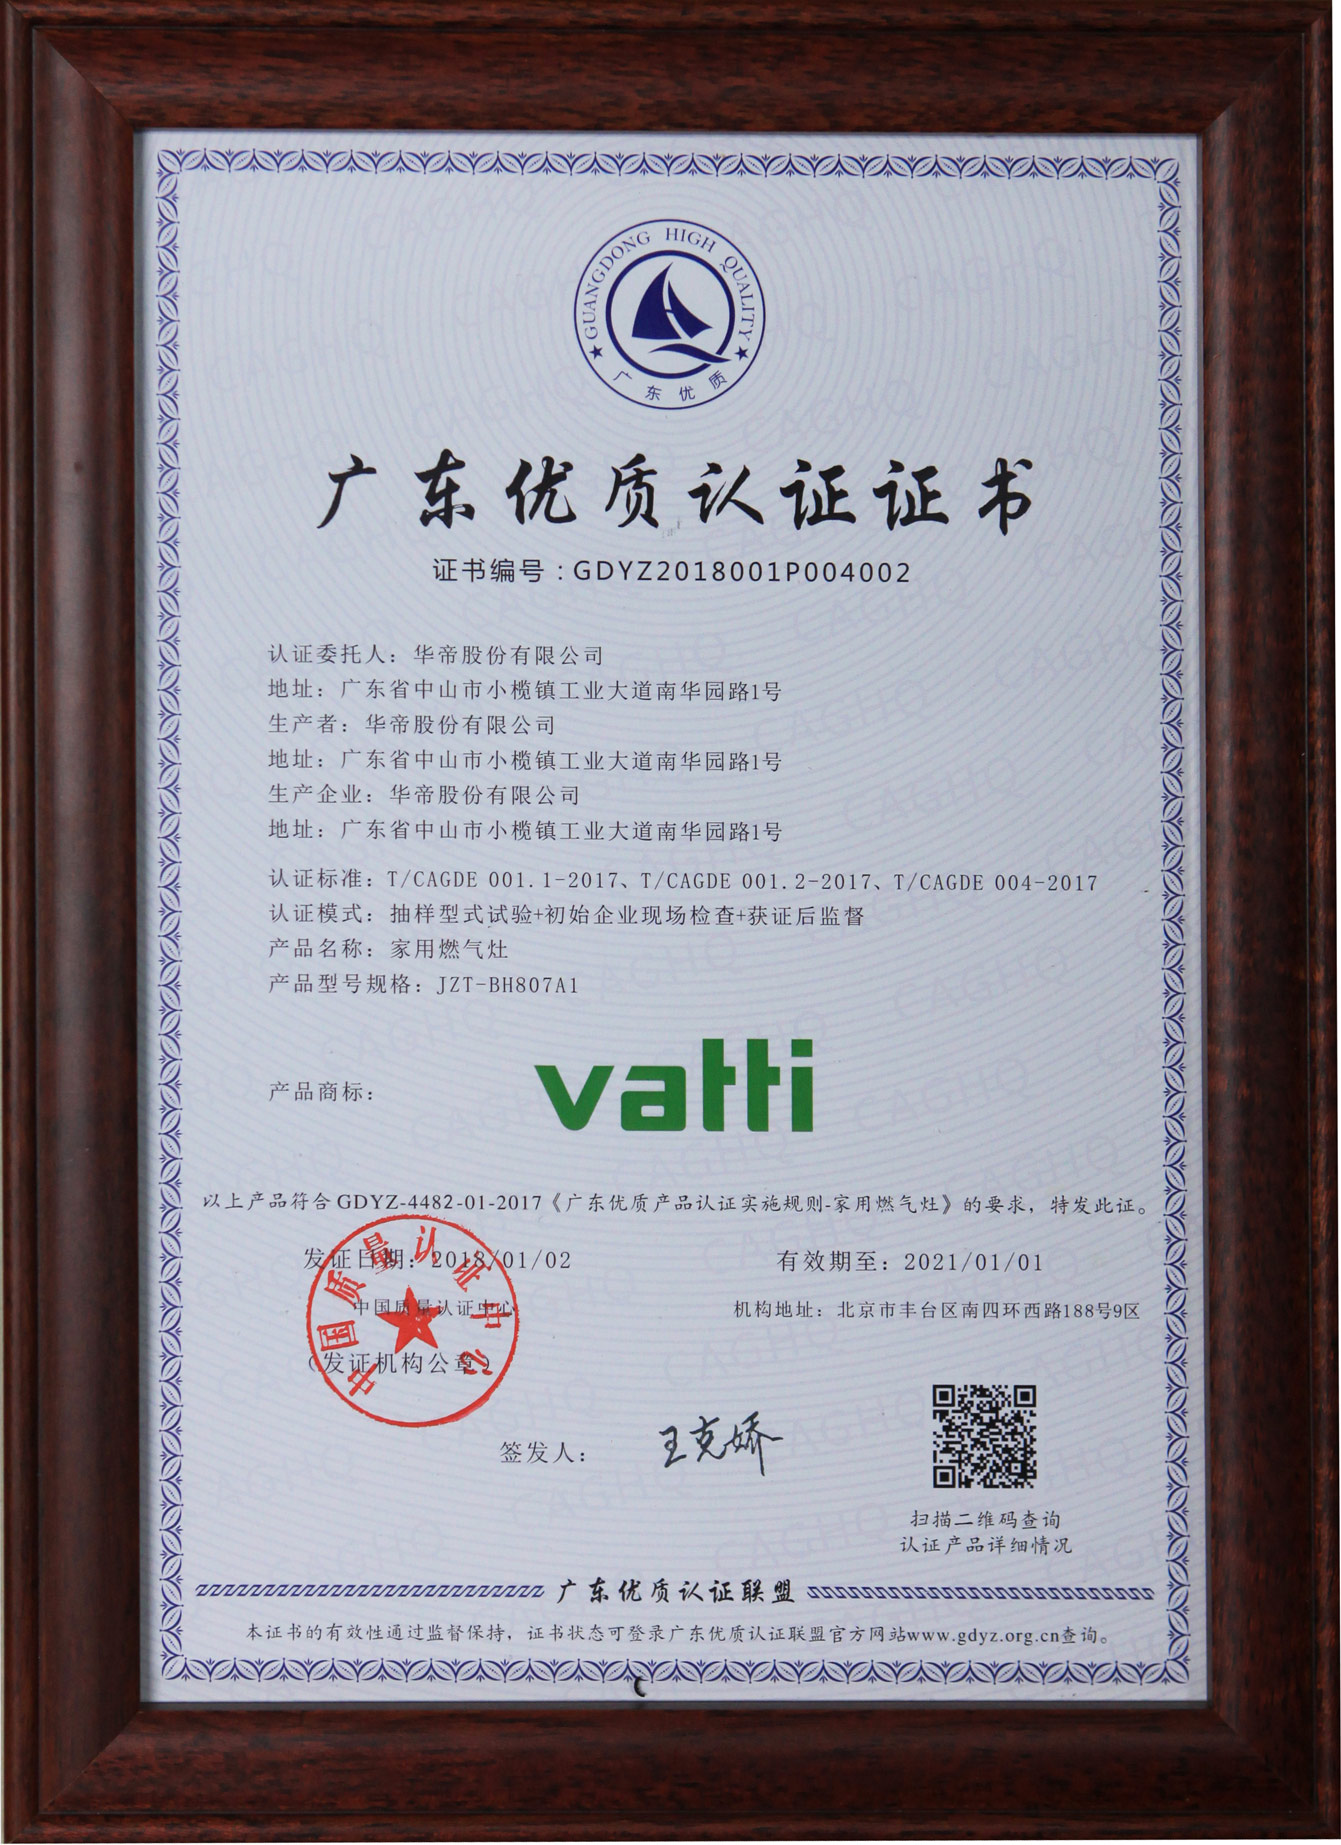 GUANGDONG HIGH QUALITY
广东优质
广东优质认证证书
证书编号:GDYZ2018001P004002
认证委托人：华帝股份有限公司
地址：广东省中山市小榄镇工业大道南华园路1号
生产者：华帝股份有限公司
地址：广东省中山市小榄镇工业大道南华园路1号
生产企业：华帝股份有限公司
地址：广东省中山市小榄镇工业大道南华园路1号
认证标准：T/CAGDE 001.1-2017、T/CAGDE 001.2-2017、T/CAGDE 004-2017
认证模式：抽样型式试验+初始企业现场检查+获证后监督
产品名称：家用燃气灶
产品型号规格：JZT-BH807A1
产品商标：
vatti
以上产品符合GDYZ-4482-01-2017《广东优质产品认证实施规则-家用燃气灶》的要求，特发此证。
发证日期：2018/01/02 有效期至：2021/01/01
中国质量认证中心 机构地址：北京市丰台区南四环西路188号9区
（发证机构公章）
中国质量认证中心
签发人：王克娇
扫描二维码查询
认证产品详细情况
广东优质认证联盟
本证书的有效性通过监督保持，证书状态可登录广东优质认证联盟官方网站www.gdyz.org.cn查询。